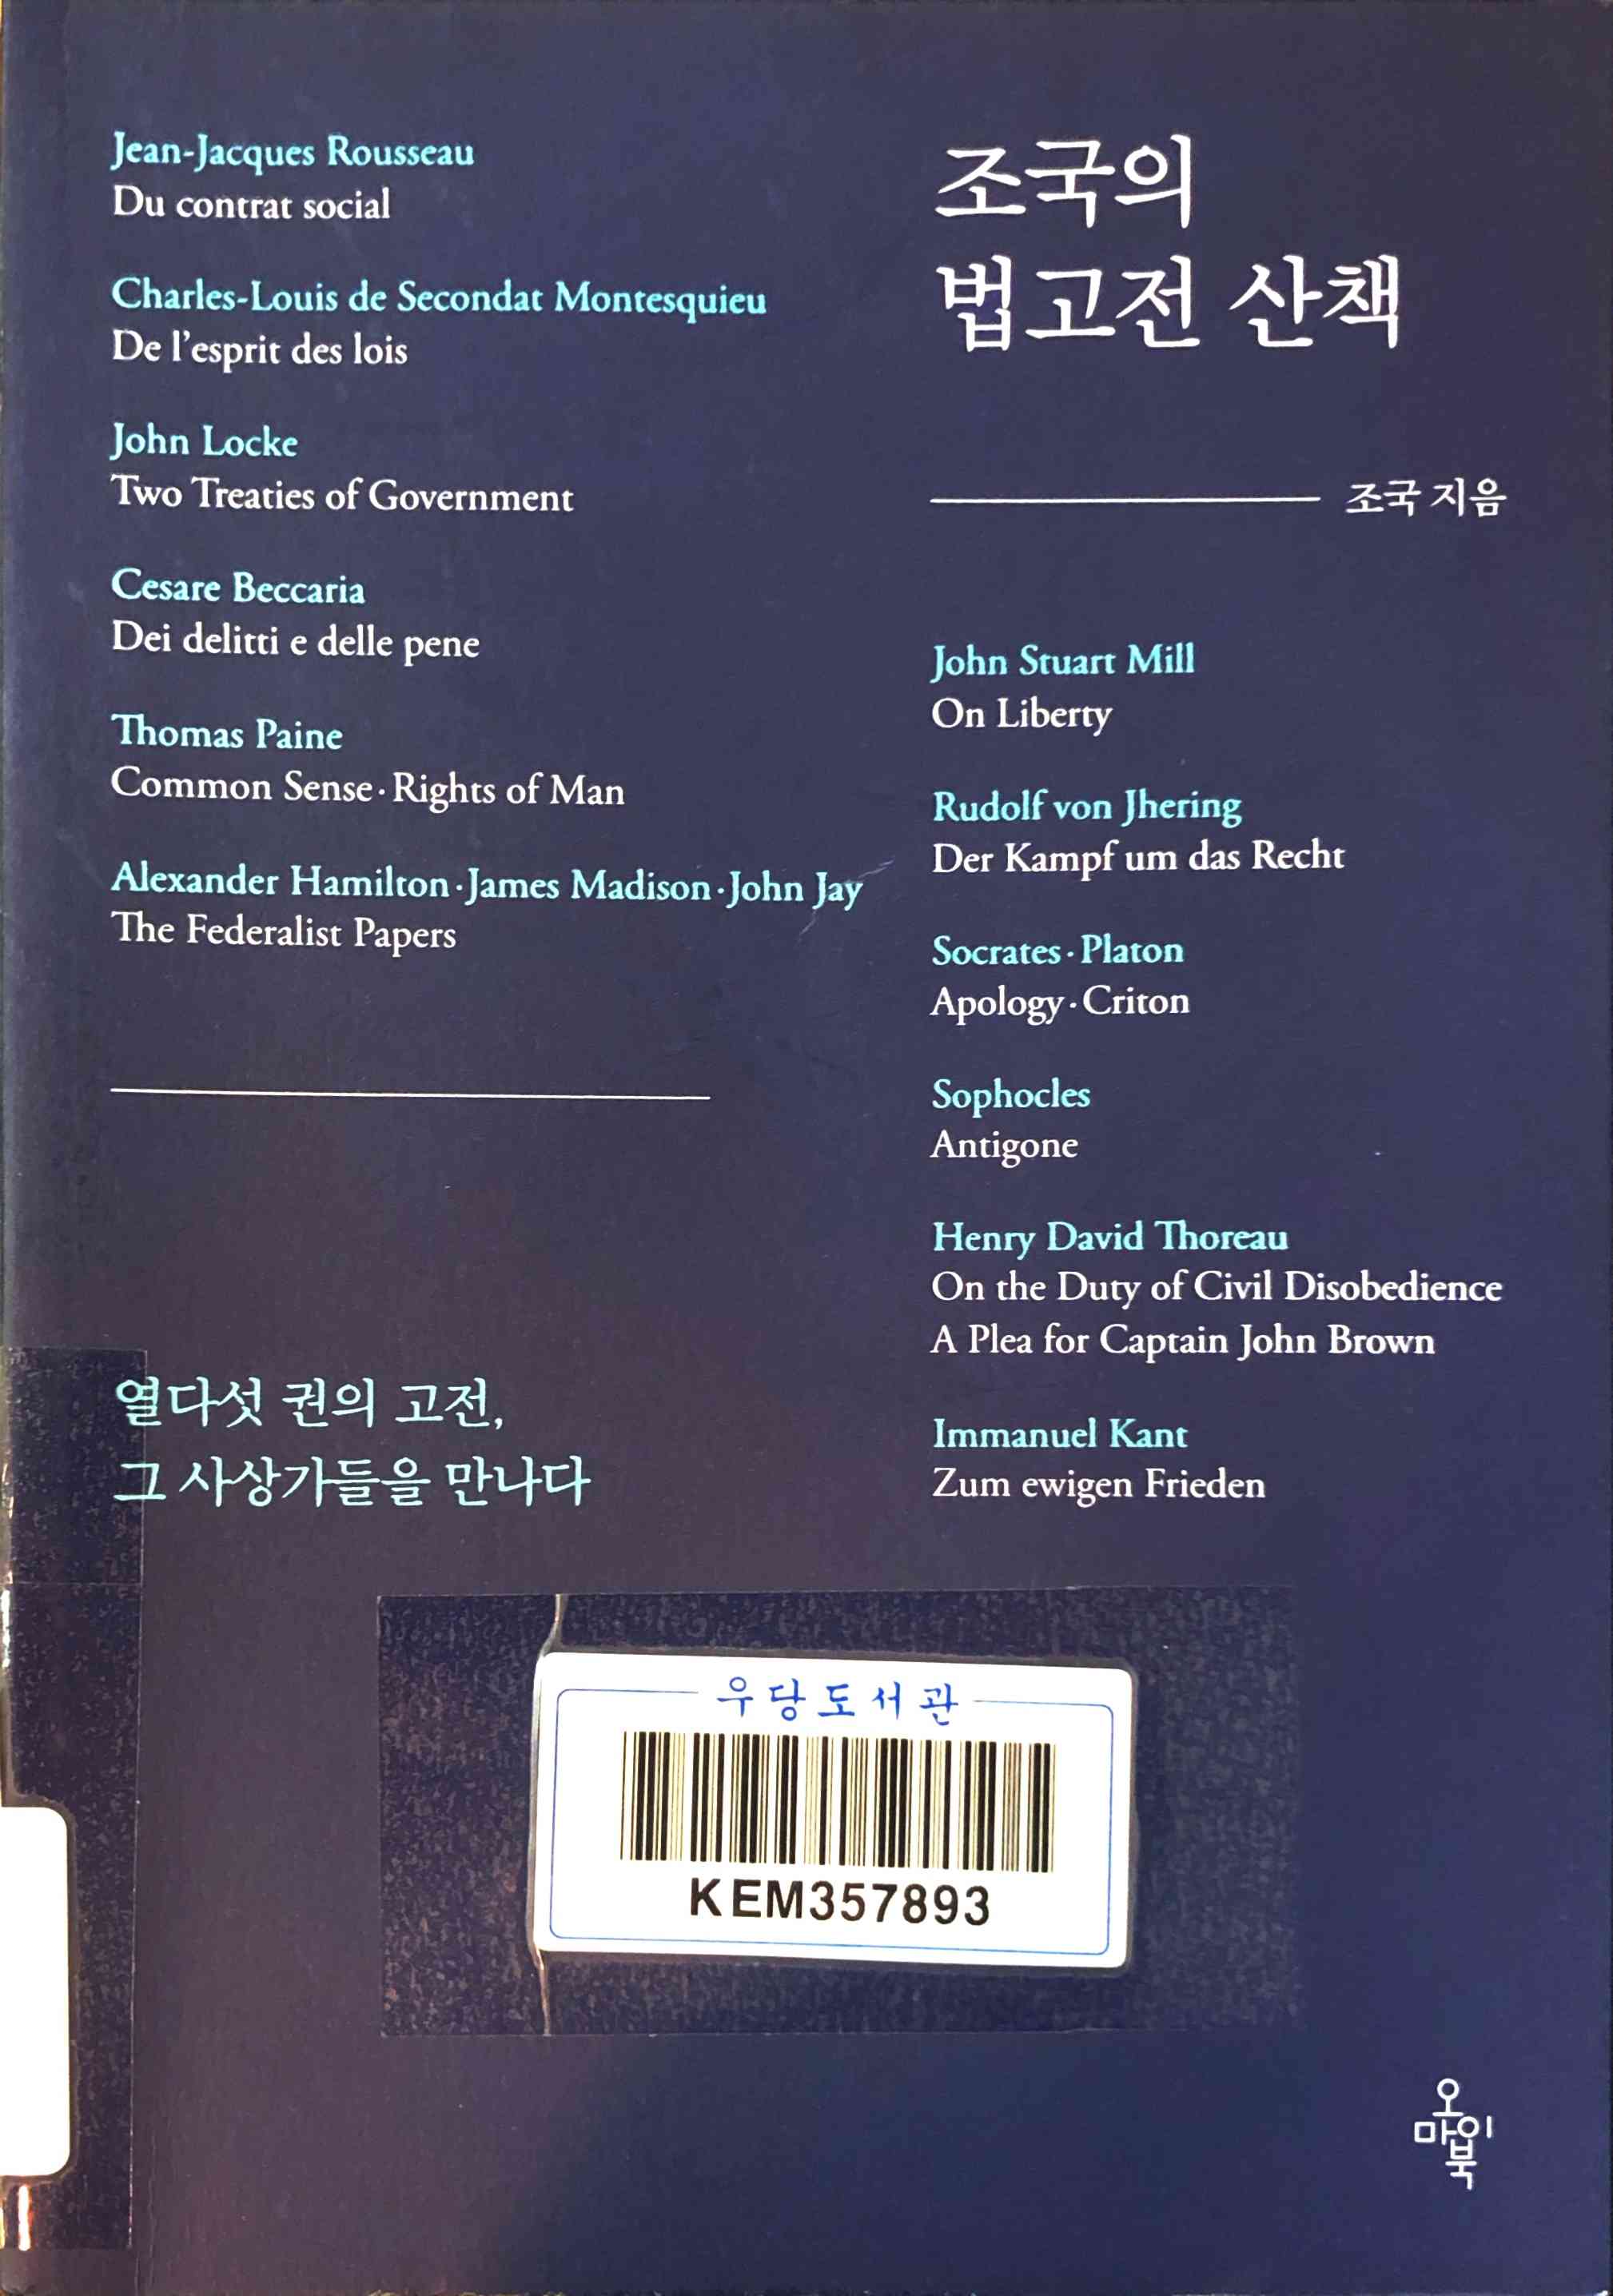 Jean-Jacques Rousseau
Du contrat social
Charles-Louis de Secondat Montesquieu
De l'esprit des lois
John Locke
Two Treaties of Government
Cesare Beccaria
Dei delitti e delle pene
Thomas Paine
Common Sense·Rights of Man
Alexander Hamilton·James Madison·John Jay
The Federalist Papers
조국의
법고전 산책
조국 지음
John Stuart Mill
On Liberty
Rudolf von Jhering
Der Kampf um das Recht
Socrates·Platon
Apology·Criton
Sophocles
Antigone
Henry David Thoreau
On the Duty of Civil Disobedience
A Plea for Captain John Brown
Immanuel Kant
Zum ewigen Frieden
열다섯 권의 고전,
그 사상가들을 만나다
우당도서관
KEM357893
오
마이
북